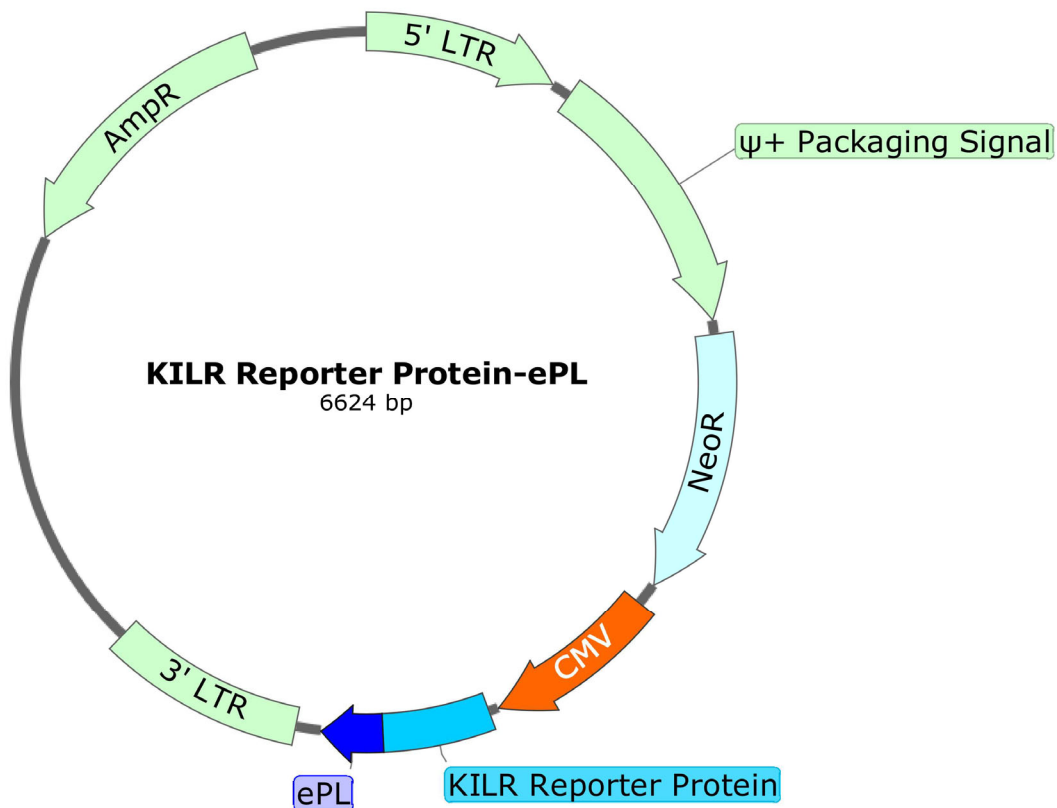 5' LTR
AmpR
ψ+ Packaging Signal
KILR Reporter Protein-ePL
6624 bp
NeoR
CMV
3' LTR
ePL
KILR Reporter Protein